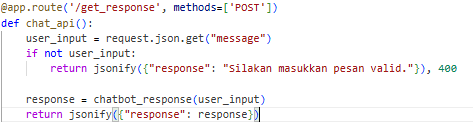 @app.route('/get_response', methods=['POST'])
def chat_api():
    user_input = request.json.get("message")
    if not user_input:
        return jsonify({"response": "Silakan masukkan pesan valid."}), 400

    response = chatbot_response(user_input)
    return jsonify({"response": response})